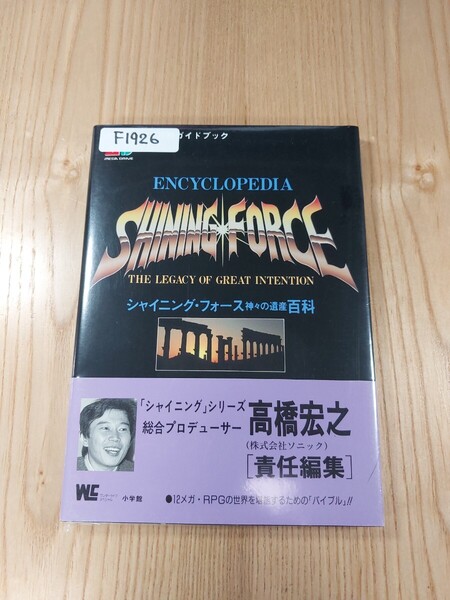 F1926
ガイドブック
MEGA DRIVE
ENCYCLOPEDIA
SHINING FORCE
THE LEGACY OF GREAT INTENTION
シャイニング・フォース神々の遺産百科
「シャイニング」シリーズ
総合プロデューサー
高橋宏之
(株式会社ソニック)
[責任編集]
小学館
●12メガ・RPGの世界を堪能するための「バイブル」!!